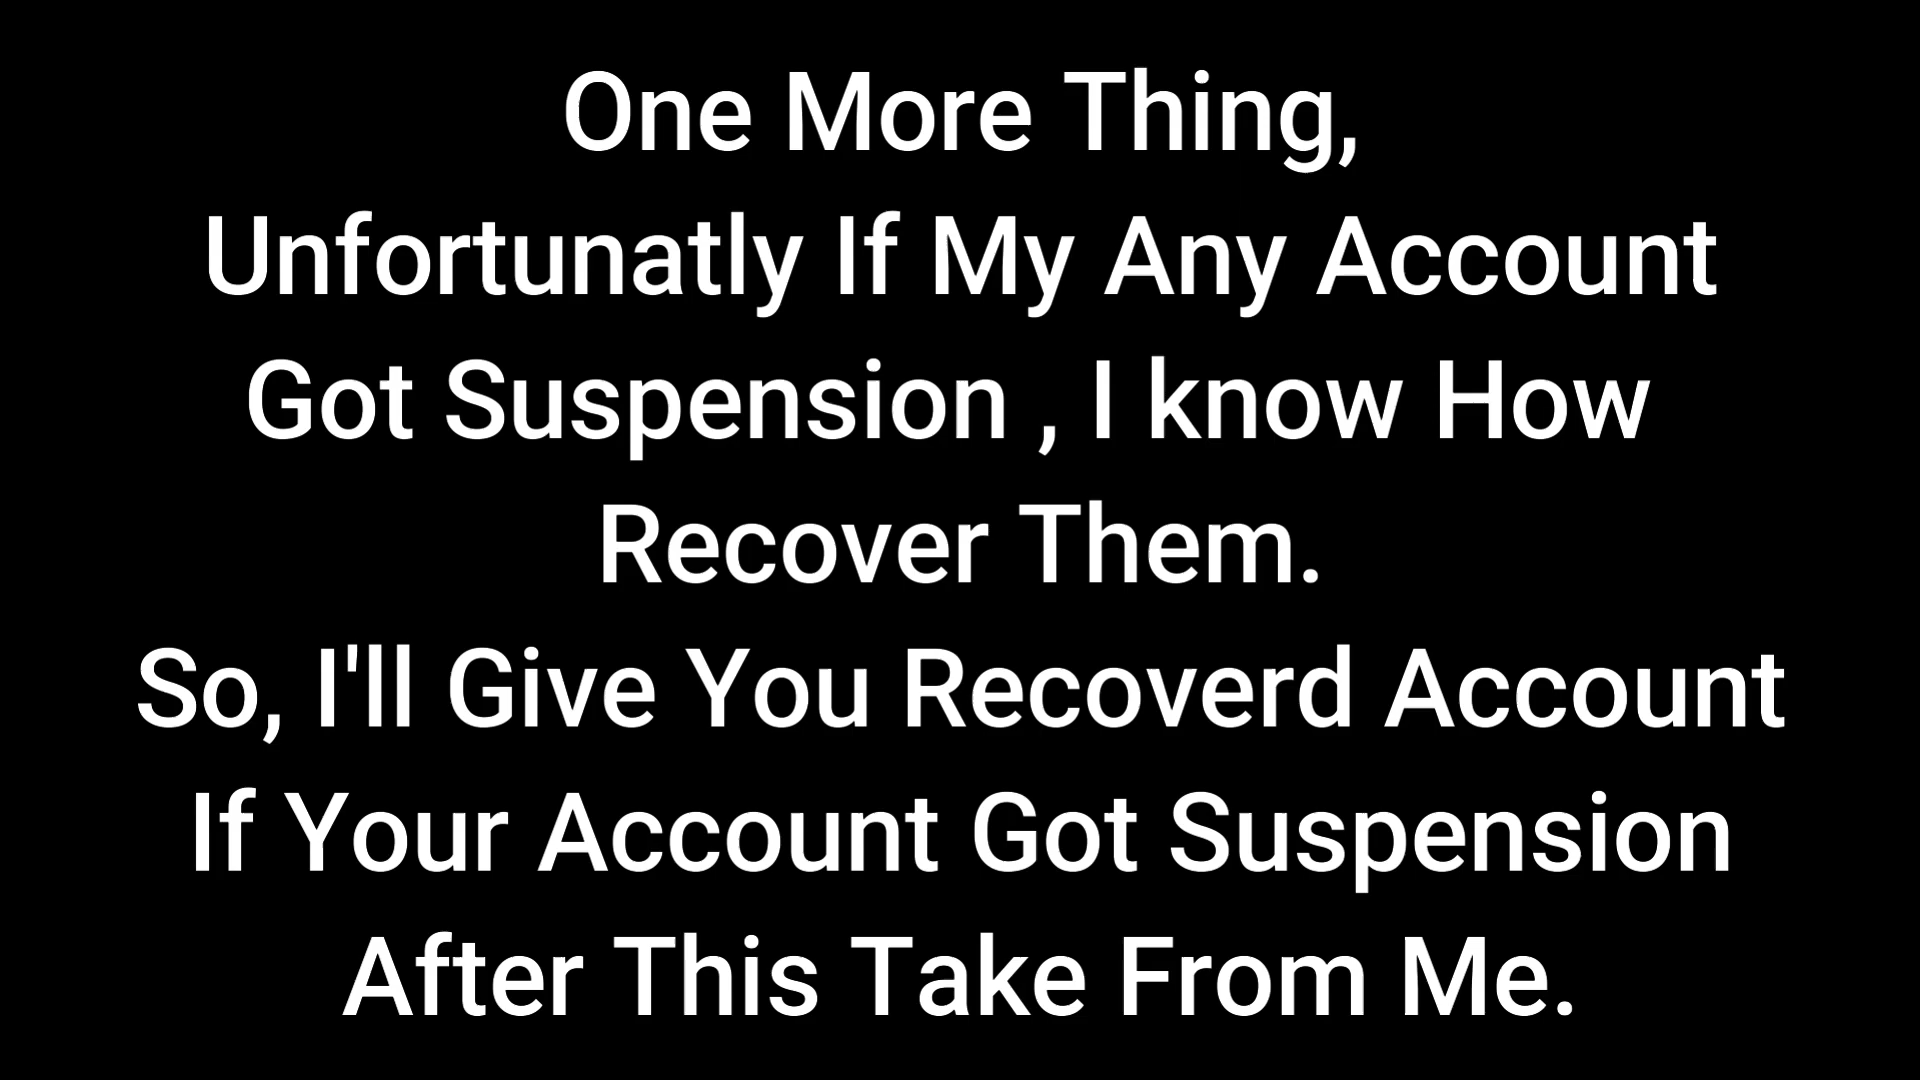 One More Thing,
Unfortunatly If My Any Account
Got Suspension , I know How
Recover Them.
So, I'll Give You Recoverd Account
If Your Account Got Suspension
After This Take From Me.